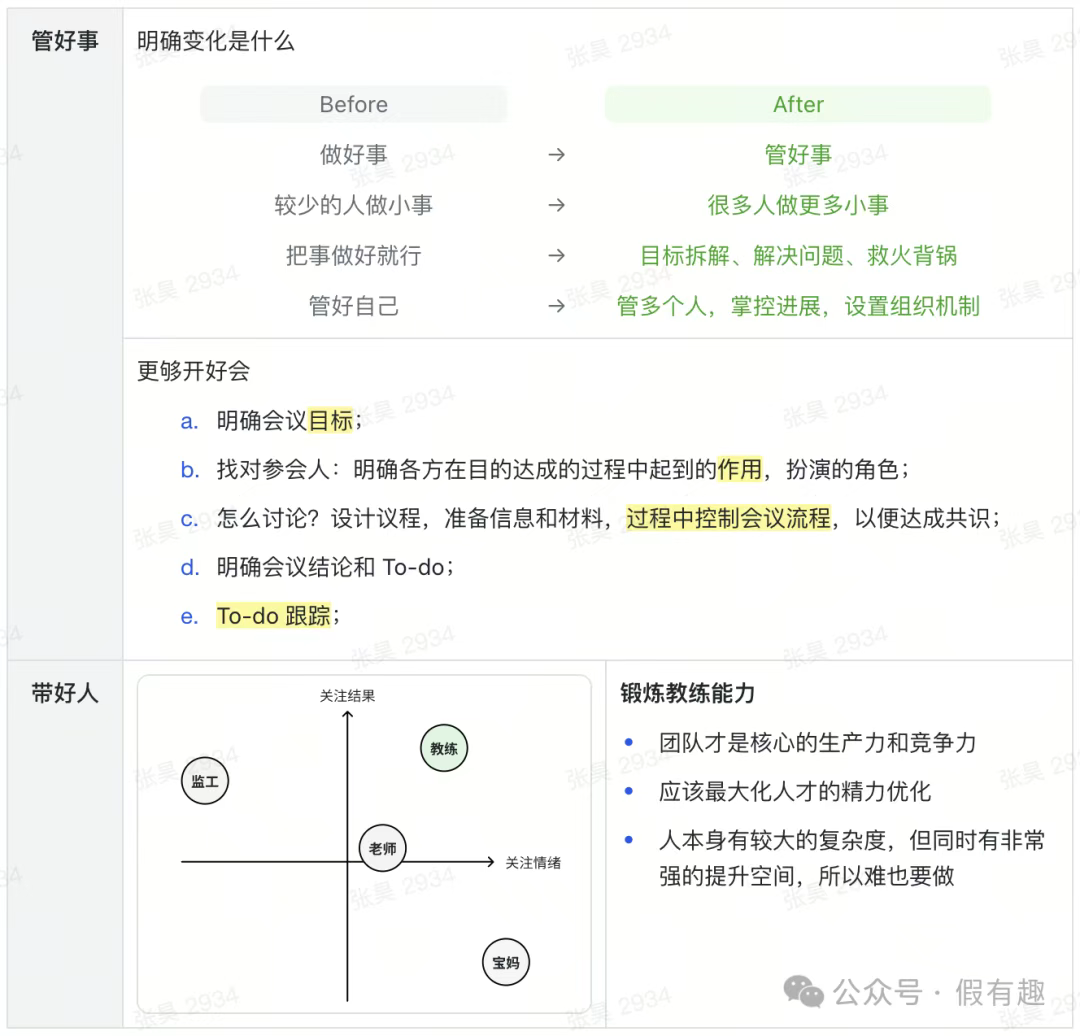 管好事
明确变化是什么
Before
After
做好事
→
管好事
较少的人做小事
→
很多人做更多小事
把事做好就行
→
目标拆解、解决问题、救火背锅
管好自己
→
管多个人，掌控进展，设置组织机制
更够开好会
a. 明确会议目标；
b. 找对参会人：明确各方在目的达成的过程中起到的作用，扮演的角色；
c. 怎么讨论？设计议程，准备信息和材料，过程中控制会议流程，以便达成共识；
d. 明确会议结论和 To-do；
e. To-do 跟踪；
带好人
关注结果
教练
监工
老师
关注情绪
宝妈
锻炼教练能力
• 团队才是核心的生产力和竞争力
• 应该最大化人才的精力优化
• 人本身有较大的复杂度，但同时有非常
强的提升空间，所以难也要做
公众号 · 假有趣
张昊 2934